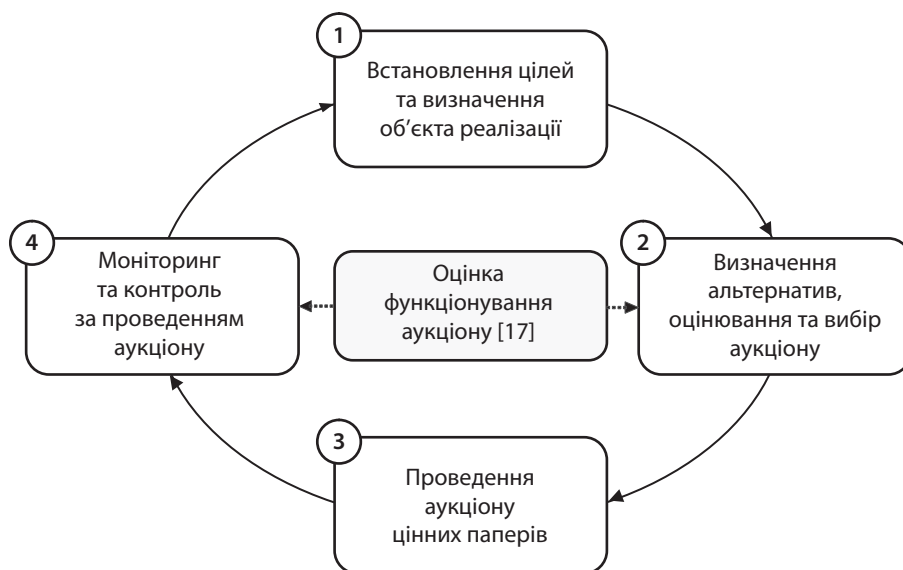 1
Встановлення цілей
та визначення
об’єкта реалізації
4
Моніторинг
та контроль
за проведенням
аукціону
Оцінка
функціонування
аукціону [17]
2
Визначення
альтернатив,
оцінювання та вибір
аукціону
3
Проведення
аукціону
цінних паперів